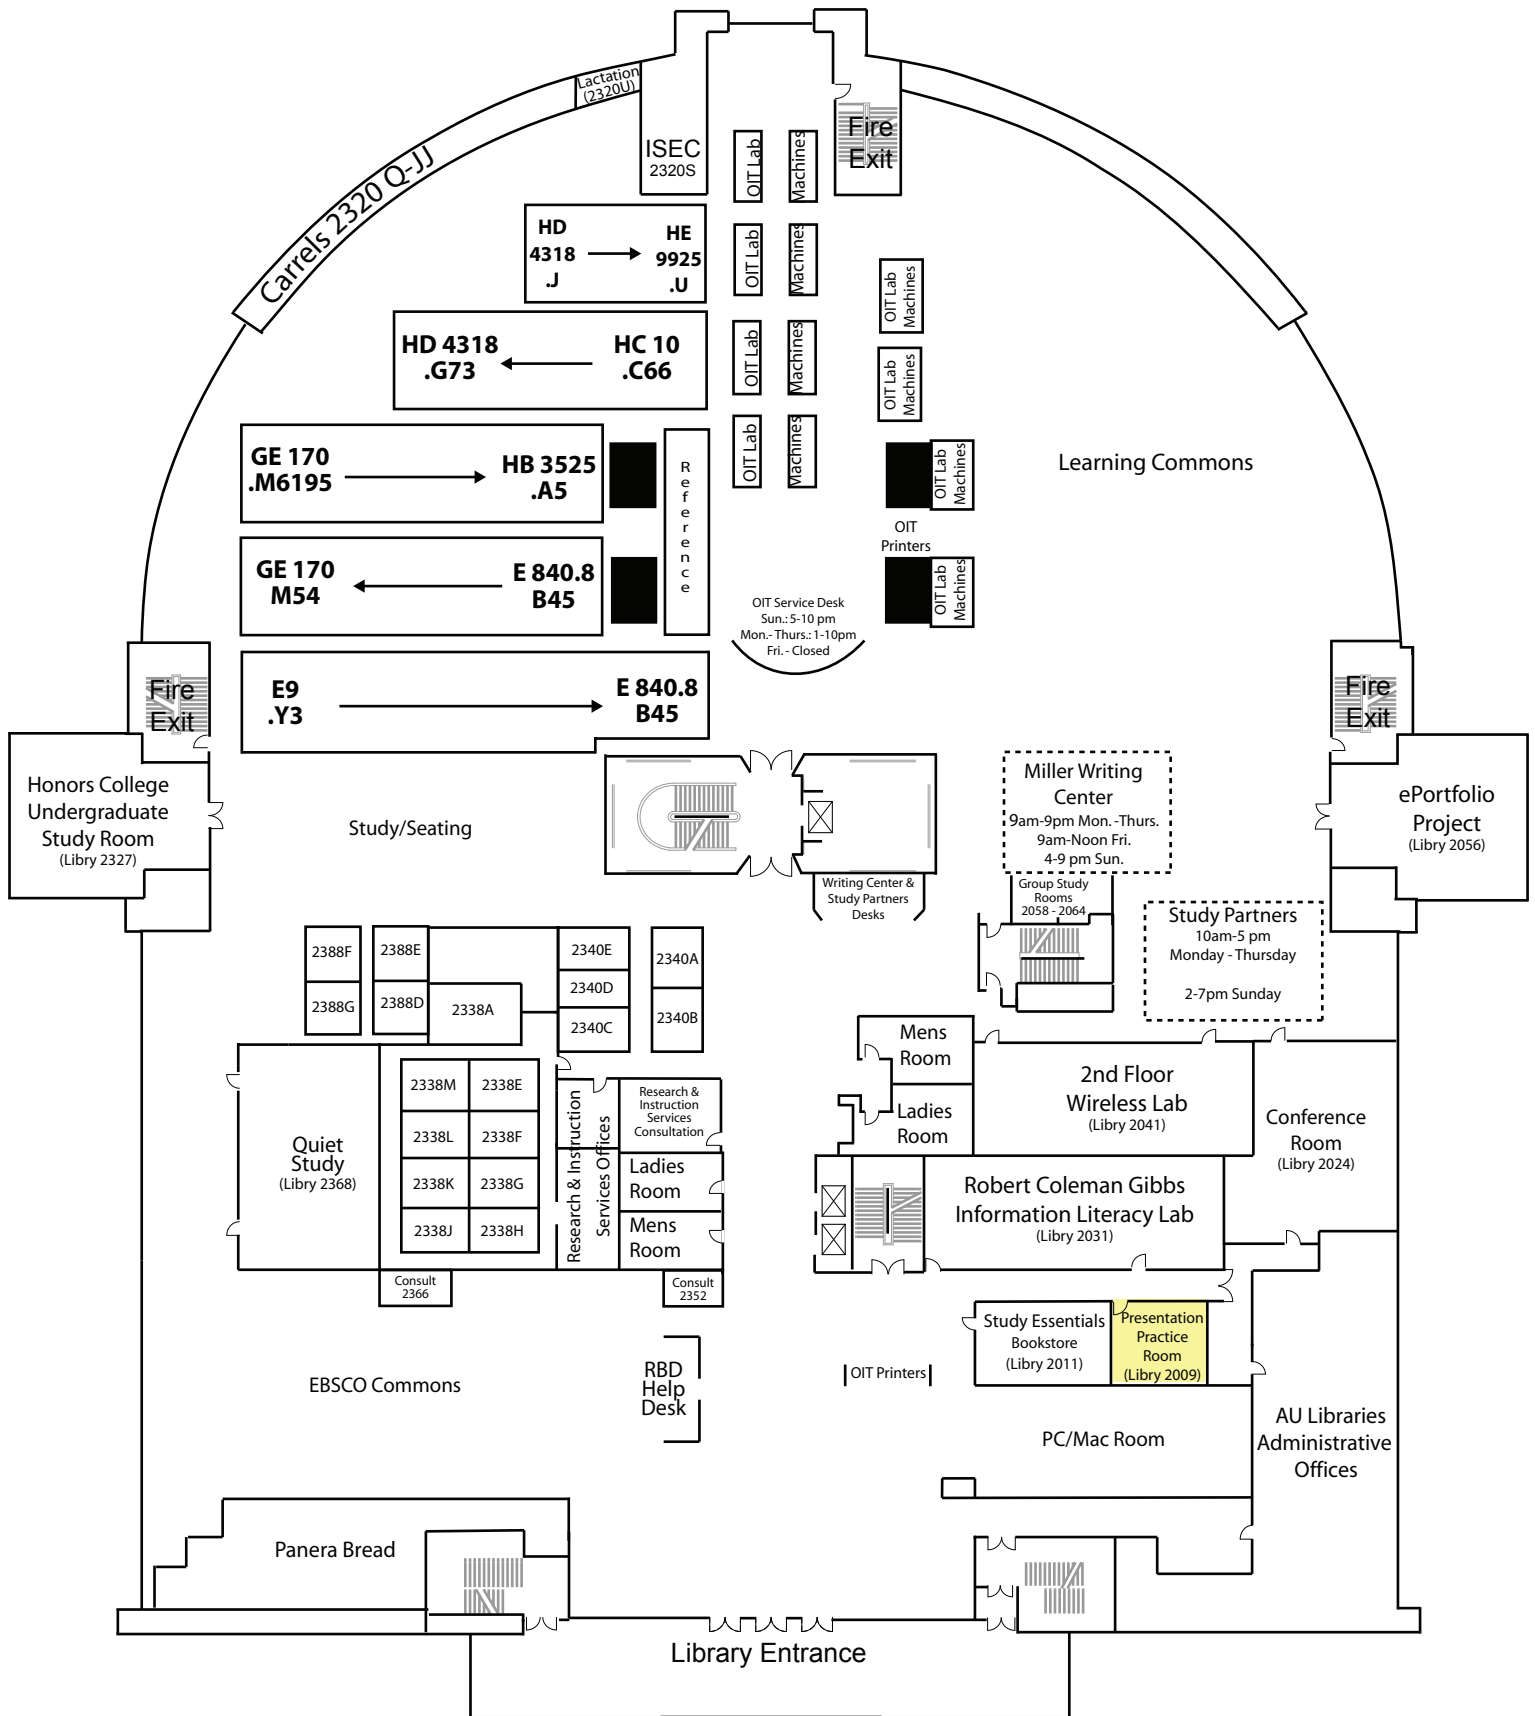 Lactation
(2320U)
Carrels 2320 Q-JJ
ISEC
2320S
Fire
Exit
OIT Lab
Machines
OIT Lab
Machines
OIT Lab
Machines
OIT Lab
Machines
OIT Lab
Machines
OIT Lab
Machines
HD
4318
.J
HE
9925
.U
HD 4318
.G73
HC 10
.C66
GE 170
.M6195
HB 3525
.A5
GE 170
M54
E 840.8
B45
Reference
E9
.Y3
E 840.8
B45
Learning Commons
OIT Lab
Machines
OIT
Printers
OIT Lab
Machines
OIT Service Desk
Sun.: 5-10 pm
Mon.- Thurs.: 1-10pm
Fri. - Closed
Fire
Exit
Fire
Exit
Honors College
Undergraduate
Study Room
(Libry 2327)
Study/Seating
Miller Writing
Center
9am-9pm Mon. -Thurs.
9am-Noon Fri.
4-9 pm Sun.
ePortfolio
Project
(Libry 2056)
Writing Center &
Study Partners
Desks
Group Study
Rooms
2058 - 2064
Study Partners
10am-5 pm
Monday - Thursday
2-7pm Sunday
2388F
2388E
2340E
2340A
2388G
2388D
2338A
2340D
2340C
2340B
Mens
Room
Ladies
Room
2nd Floor
Wireless Lab
(Libry 2041)
Conference
Room
(Libry 2024)
Quiet
Study
(Libry 2368)
2338M
2338E
2338L
2338F
2338K
2338G
2338J
2338H
Research & Instruction
Services Offices
Research &
Instruction
Services
Consultation
Ladies
Room
Mens
Room
Robert Coleman Gibbs
Information Literacy Lab
(Libry 2031)
Consult
2366
Consult
2352
Study Essentials
Bookstore
(Libry 2011)
Presentation
Practice
Room
(Libry 2009)
EBSCO Commons
RBD
Help
Desk
OIT Printers
PC/Mac Room
AU Libraries
Administrative
Offices
Panera Bread
Library Entrance